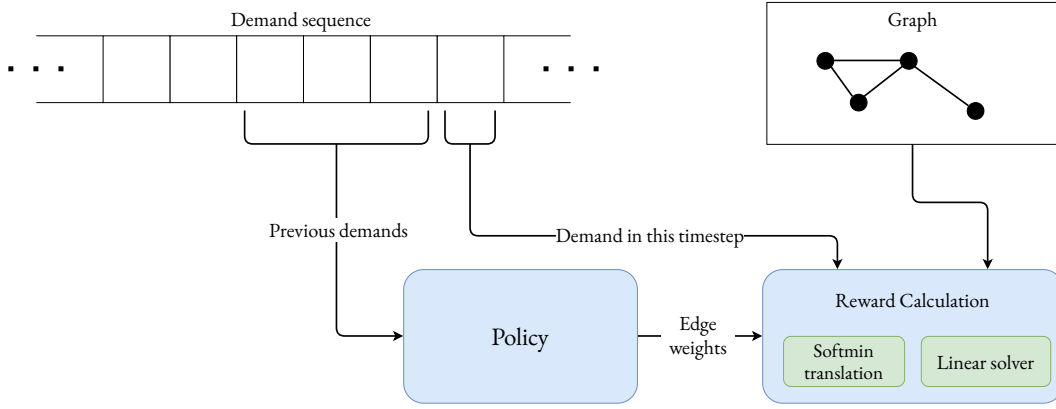 Demand sequence
Graph
Previous demands
Demand in this timestep
Policy
Edge
weights
Reward Calculation
Softmin
translation
Linear solver